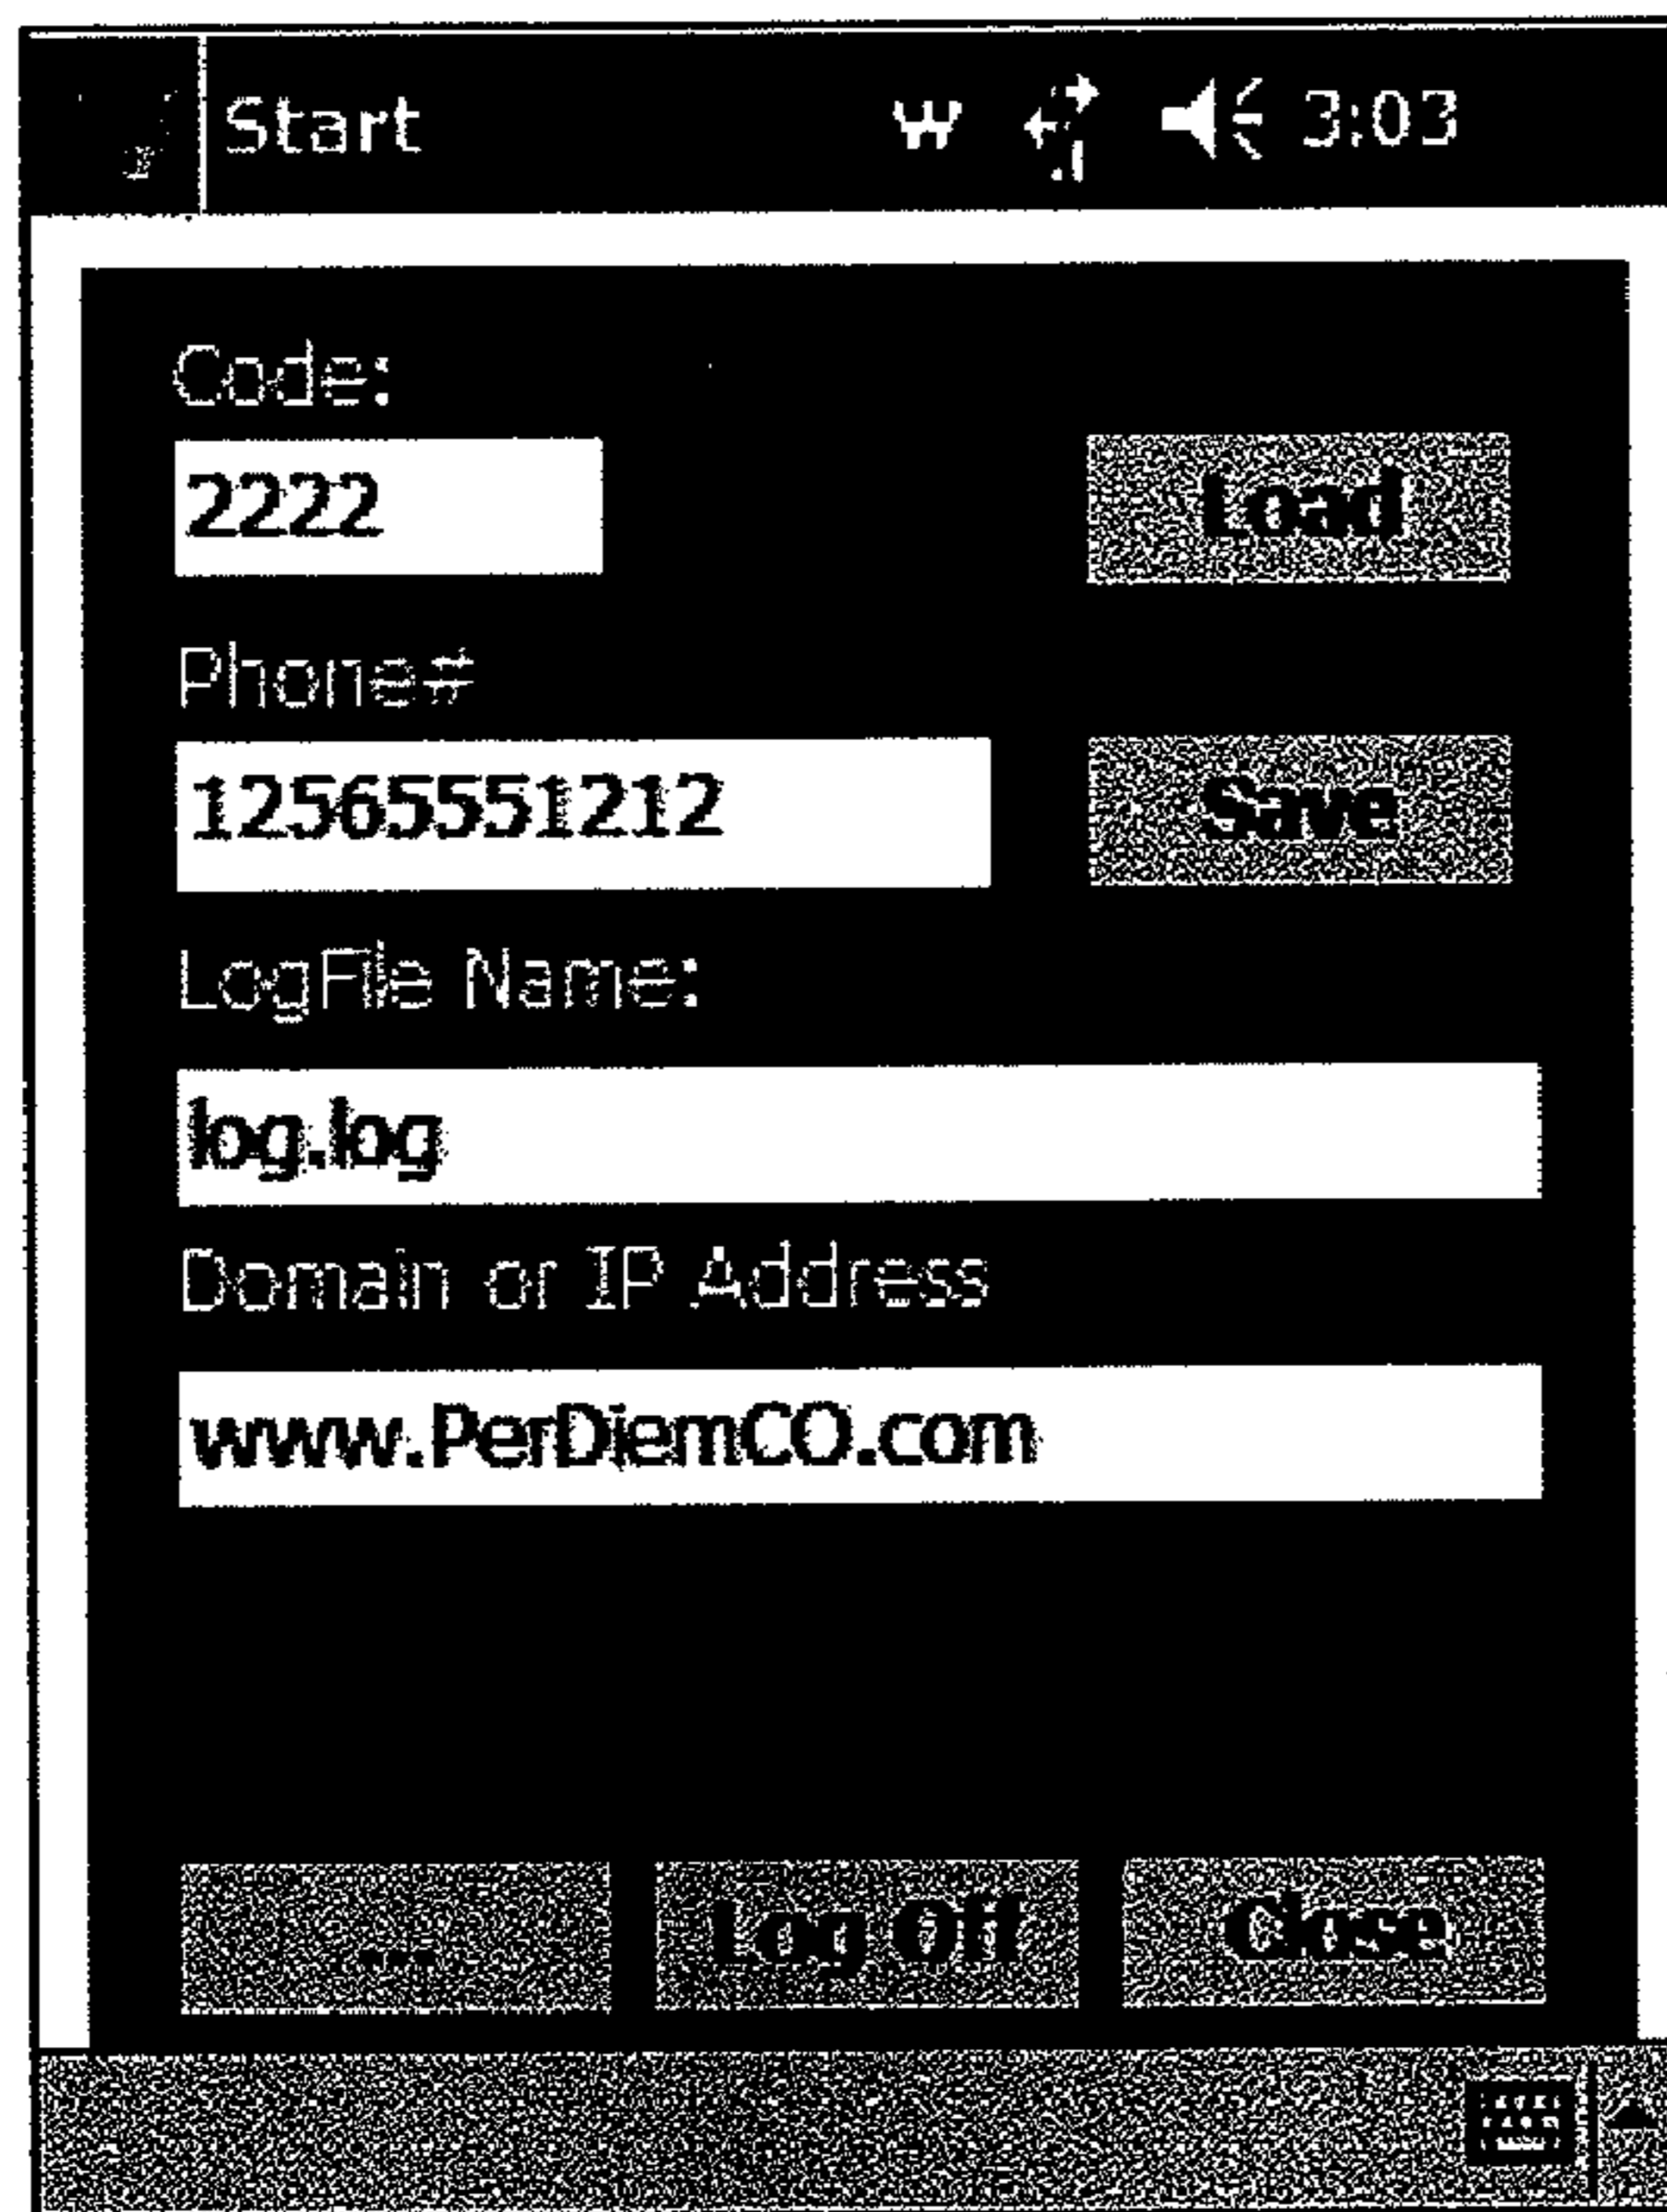 Start 3:03
Code:
2222
Load
Phone#
12565551212
Save
LogFile Name:
log.log
Domain or IP Address
www.PerDiemCO.com
... Log Off Close